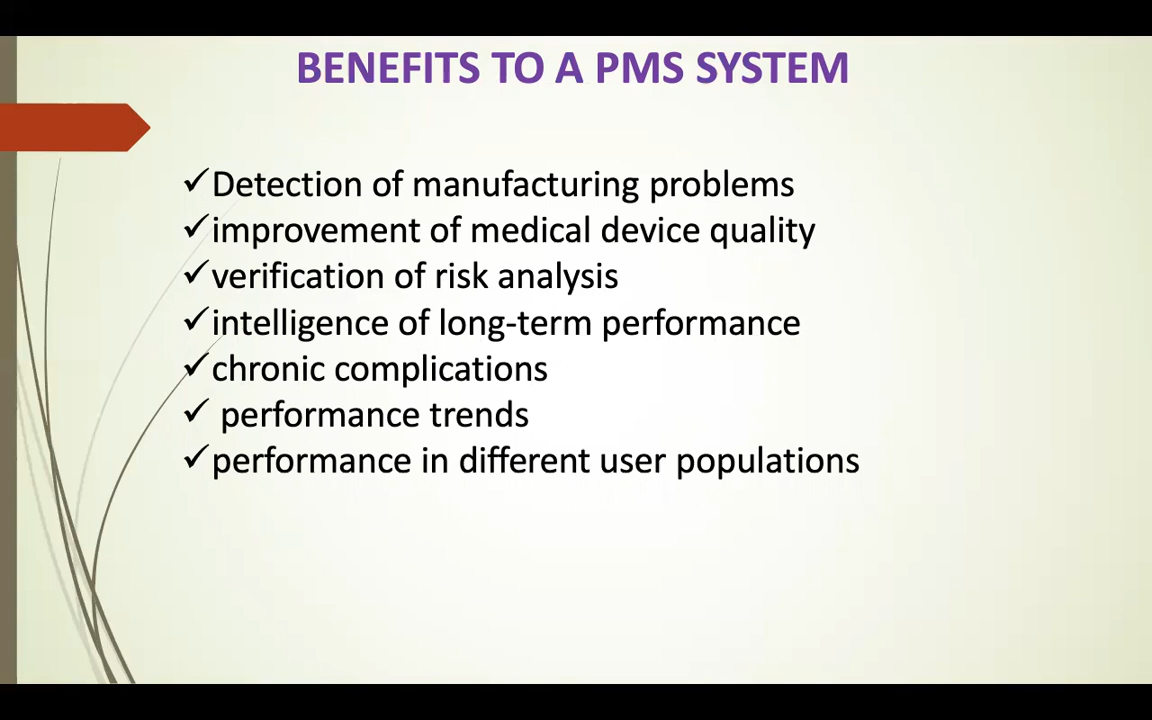 BENEFITS TO A PMS SYSTEM
✓Detection of manufacturing problems
✓improvement of medical device quality
✓verification of risk analysis
✓intelligence of long-term performance
✓chronic complications
✓ performance trends
✓performance in different user populations